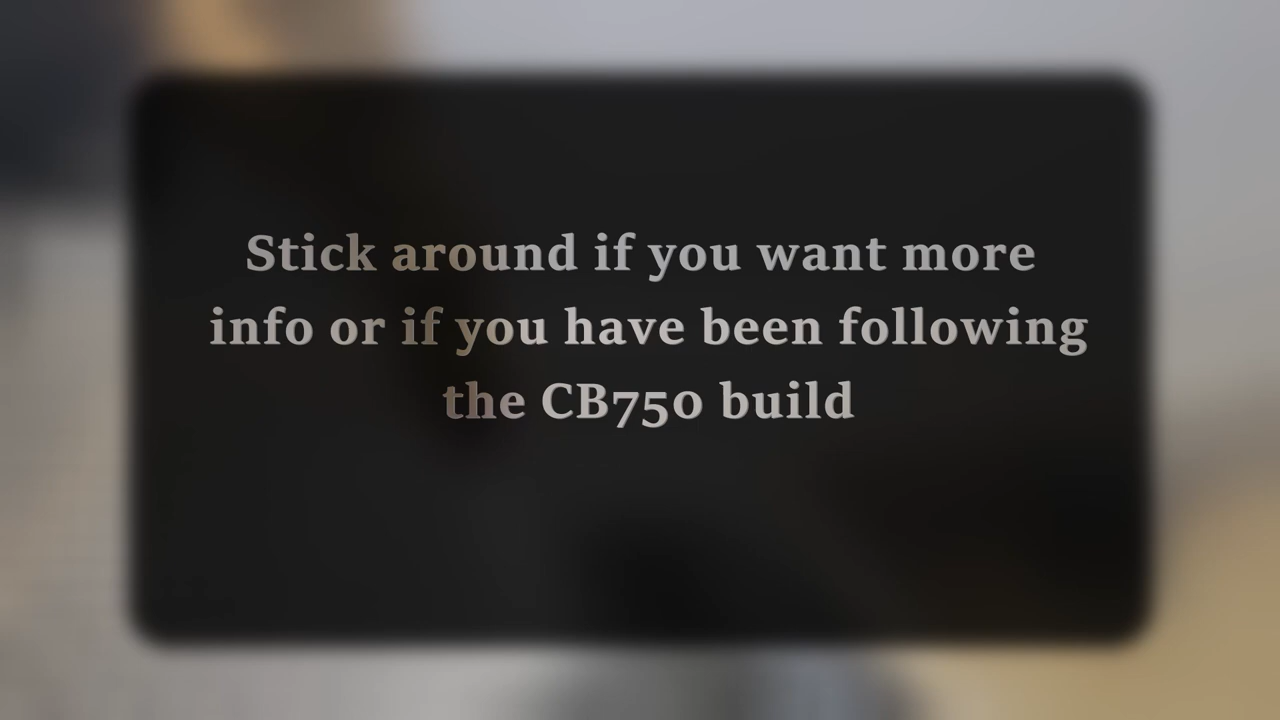 Stick around if you want more
info or if you have been following
the CB750 build